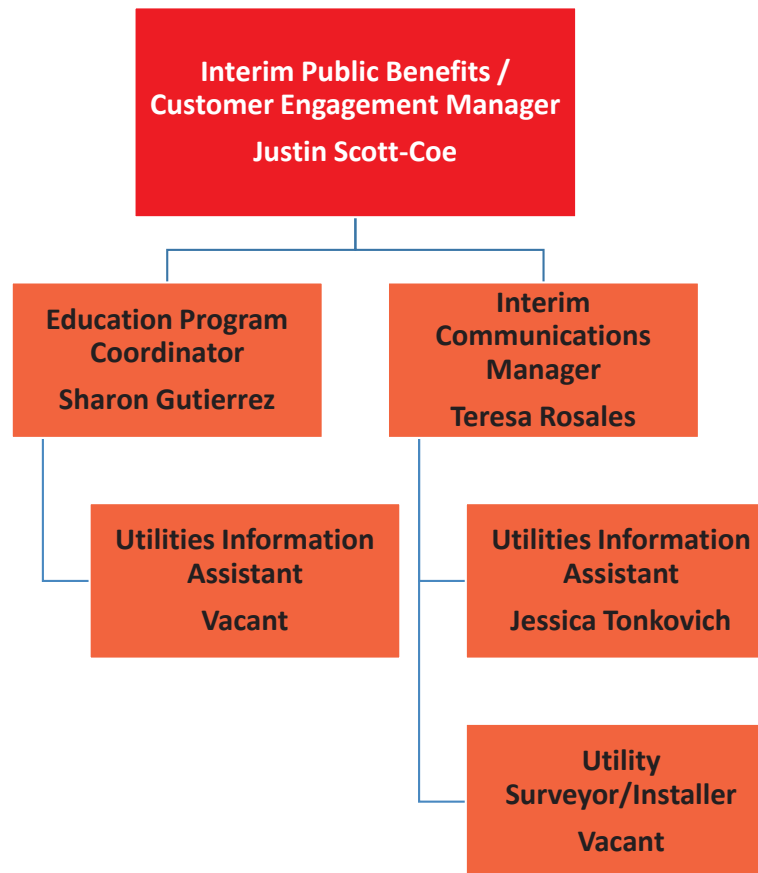 Interim Public Benefits /
Customer Engagement Manager
Justin Scott-Coe
Education Program
Coordinator
Sharon Gutierrez
Interim
Communications
Manager
Teresa Rosales
Utilities Information
Assistant
Vacant
Utilities Information
Assistant
Jessica Tonkovich
Utility
Surveyor/Installer
Vacant